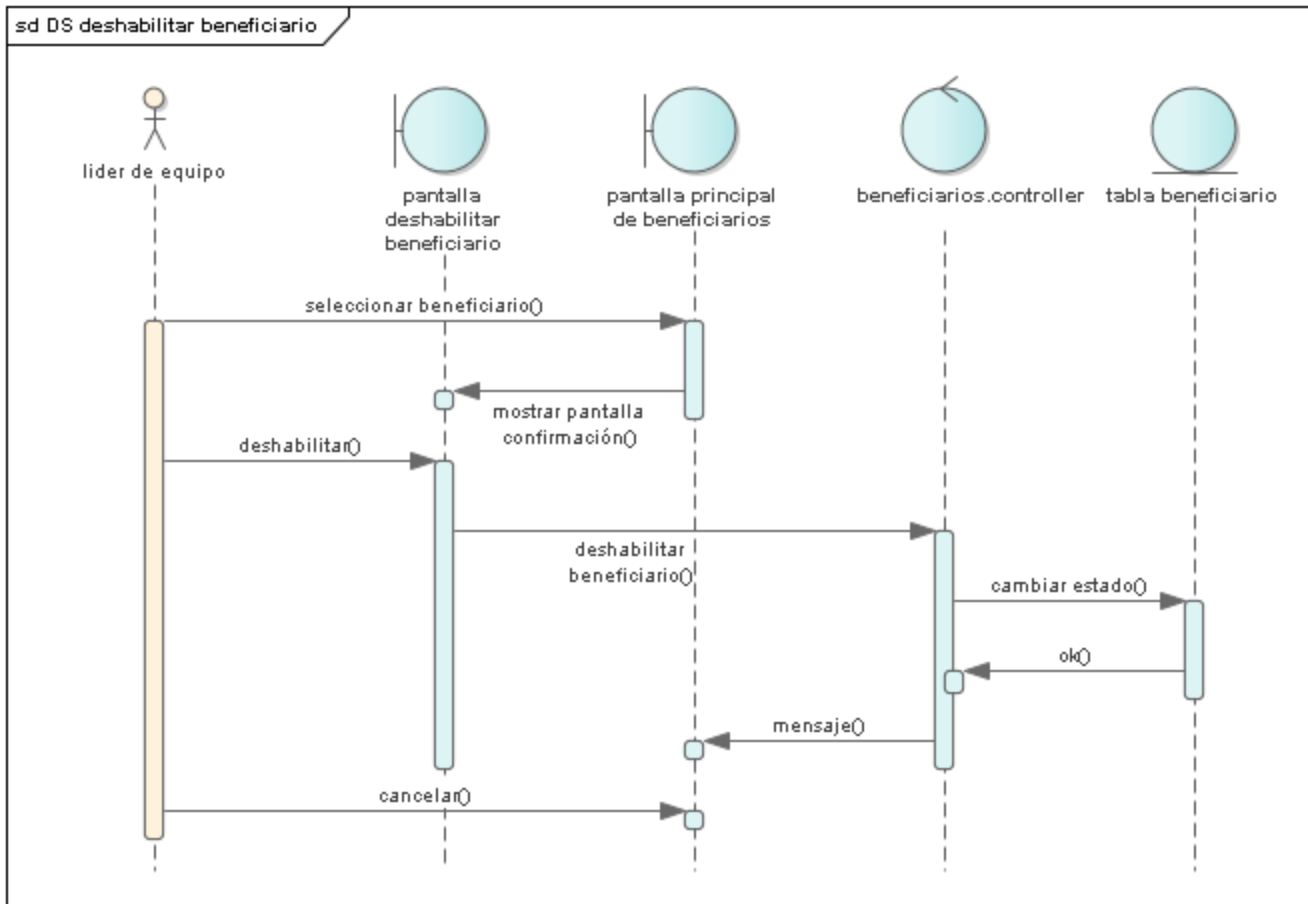 sd DS deshabilitar beneficiario
lider de equipo
pantalla
deshabilitar
beneficiario
pantalla principal
de beneficiarios
beneficiarios.controller
tabla beneficiario
seleccionar beneficiario()
mostrar pantalla
confirmación()
deshabilitar()
deshabilitar
beneficiario()
cambiar estado()
ok()
mensaje()
cancelar()